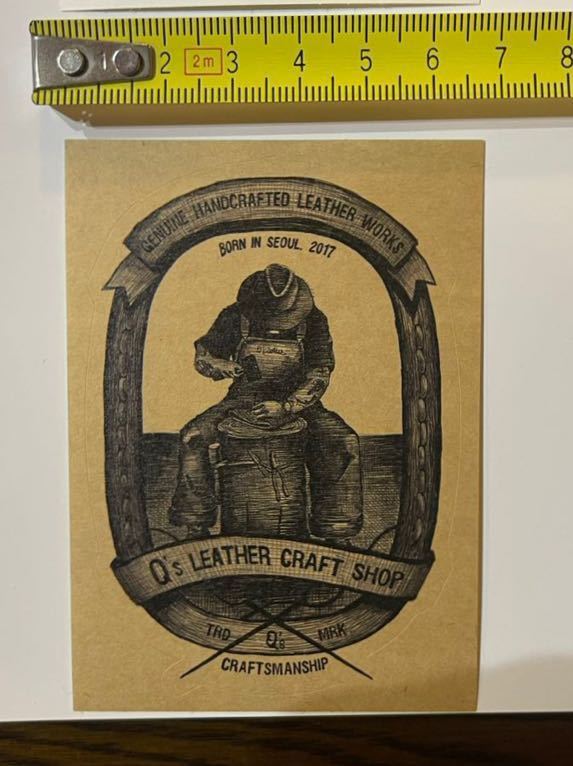 1 2 2m 3 4 5 6 7 8
GENUINE HANDCRAFTED LEATHER WORKS
BORN IN SEOUL. 2017
Q's LEATHER CRAFT SHOP
TRD Q's MRK
CRAFTSMANSHIP